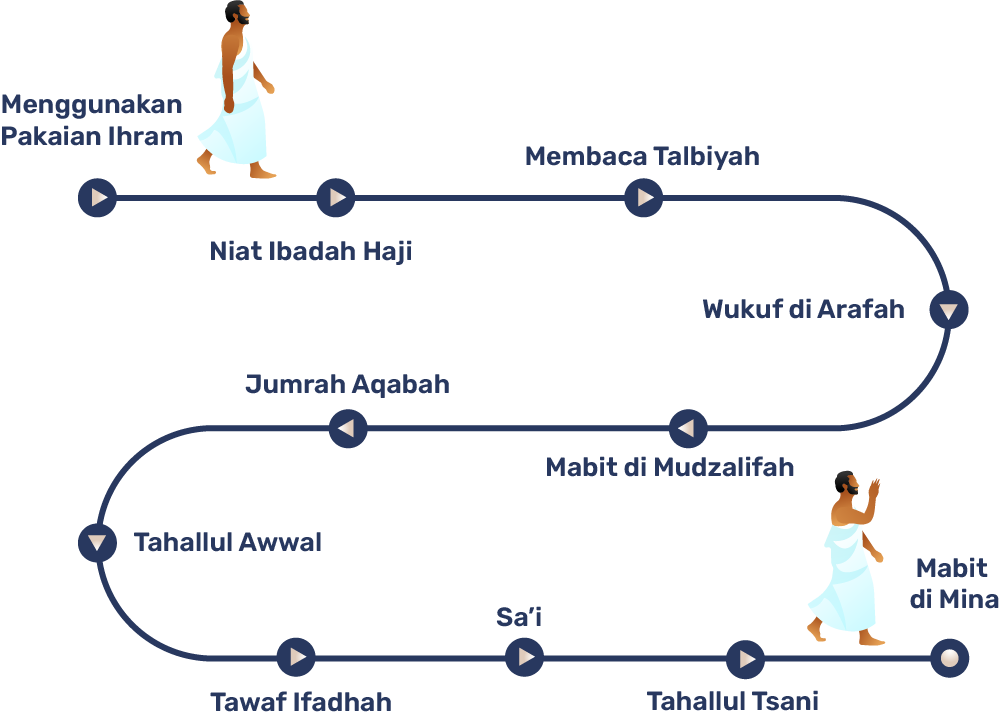 Menggunakan
Pakaian Ihram
Niat Ibadah Haji
Membaca Talbiyah
Wukuf di Arafah
Mabit di Mudzalifah
Jumrah Aqabah
Tahallul Awwal
Tawaf Ifadhah
Sa’i
Tahallul Tsani
Mabit
di Mina